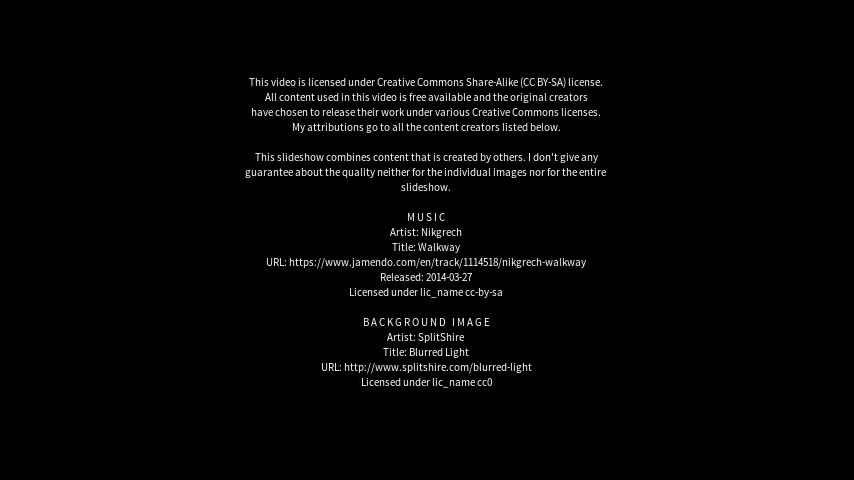 This video is licensed under Creative Commons Share-Alike (CC BY-SA) license.
All content used in this video is free available and the original creators
have chosen to release their work under various Creative Commons licenses.
My attributions go to all the content creators listed below.
This slideshow combines content that is created by others. I don't give any
guarantee about the quality neither for the individual images nor for the entire
slideshow.
MUSIC
Artist: Nikgrech
Title: Walkway
URL: https://www.jamendo.com/en/track/1114518/nikgrech-walkway
Released: 2014-03-27
Licensed under lic_name cc-by-sa
BACKGROUND IMAGE
Artist: SplitShire
Title: Blurred Light
URL: http://www.splitshire.com/blurred-light
Licensed under lic_name cc0